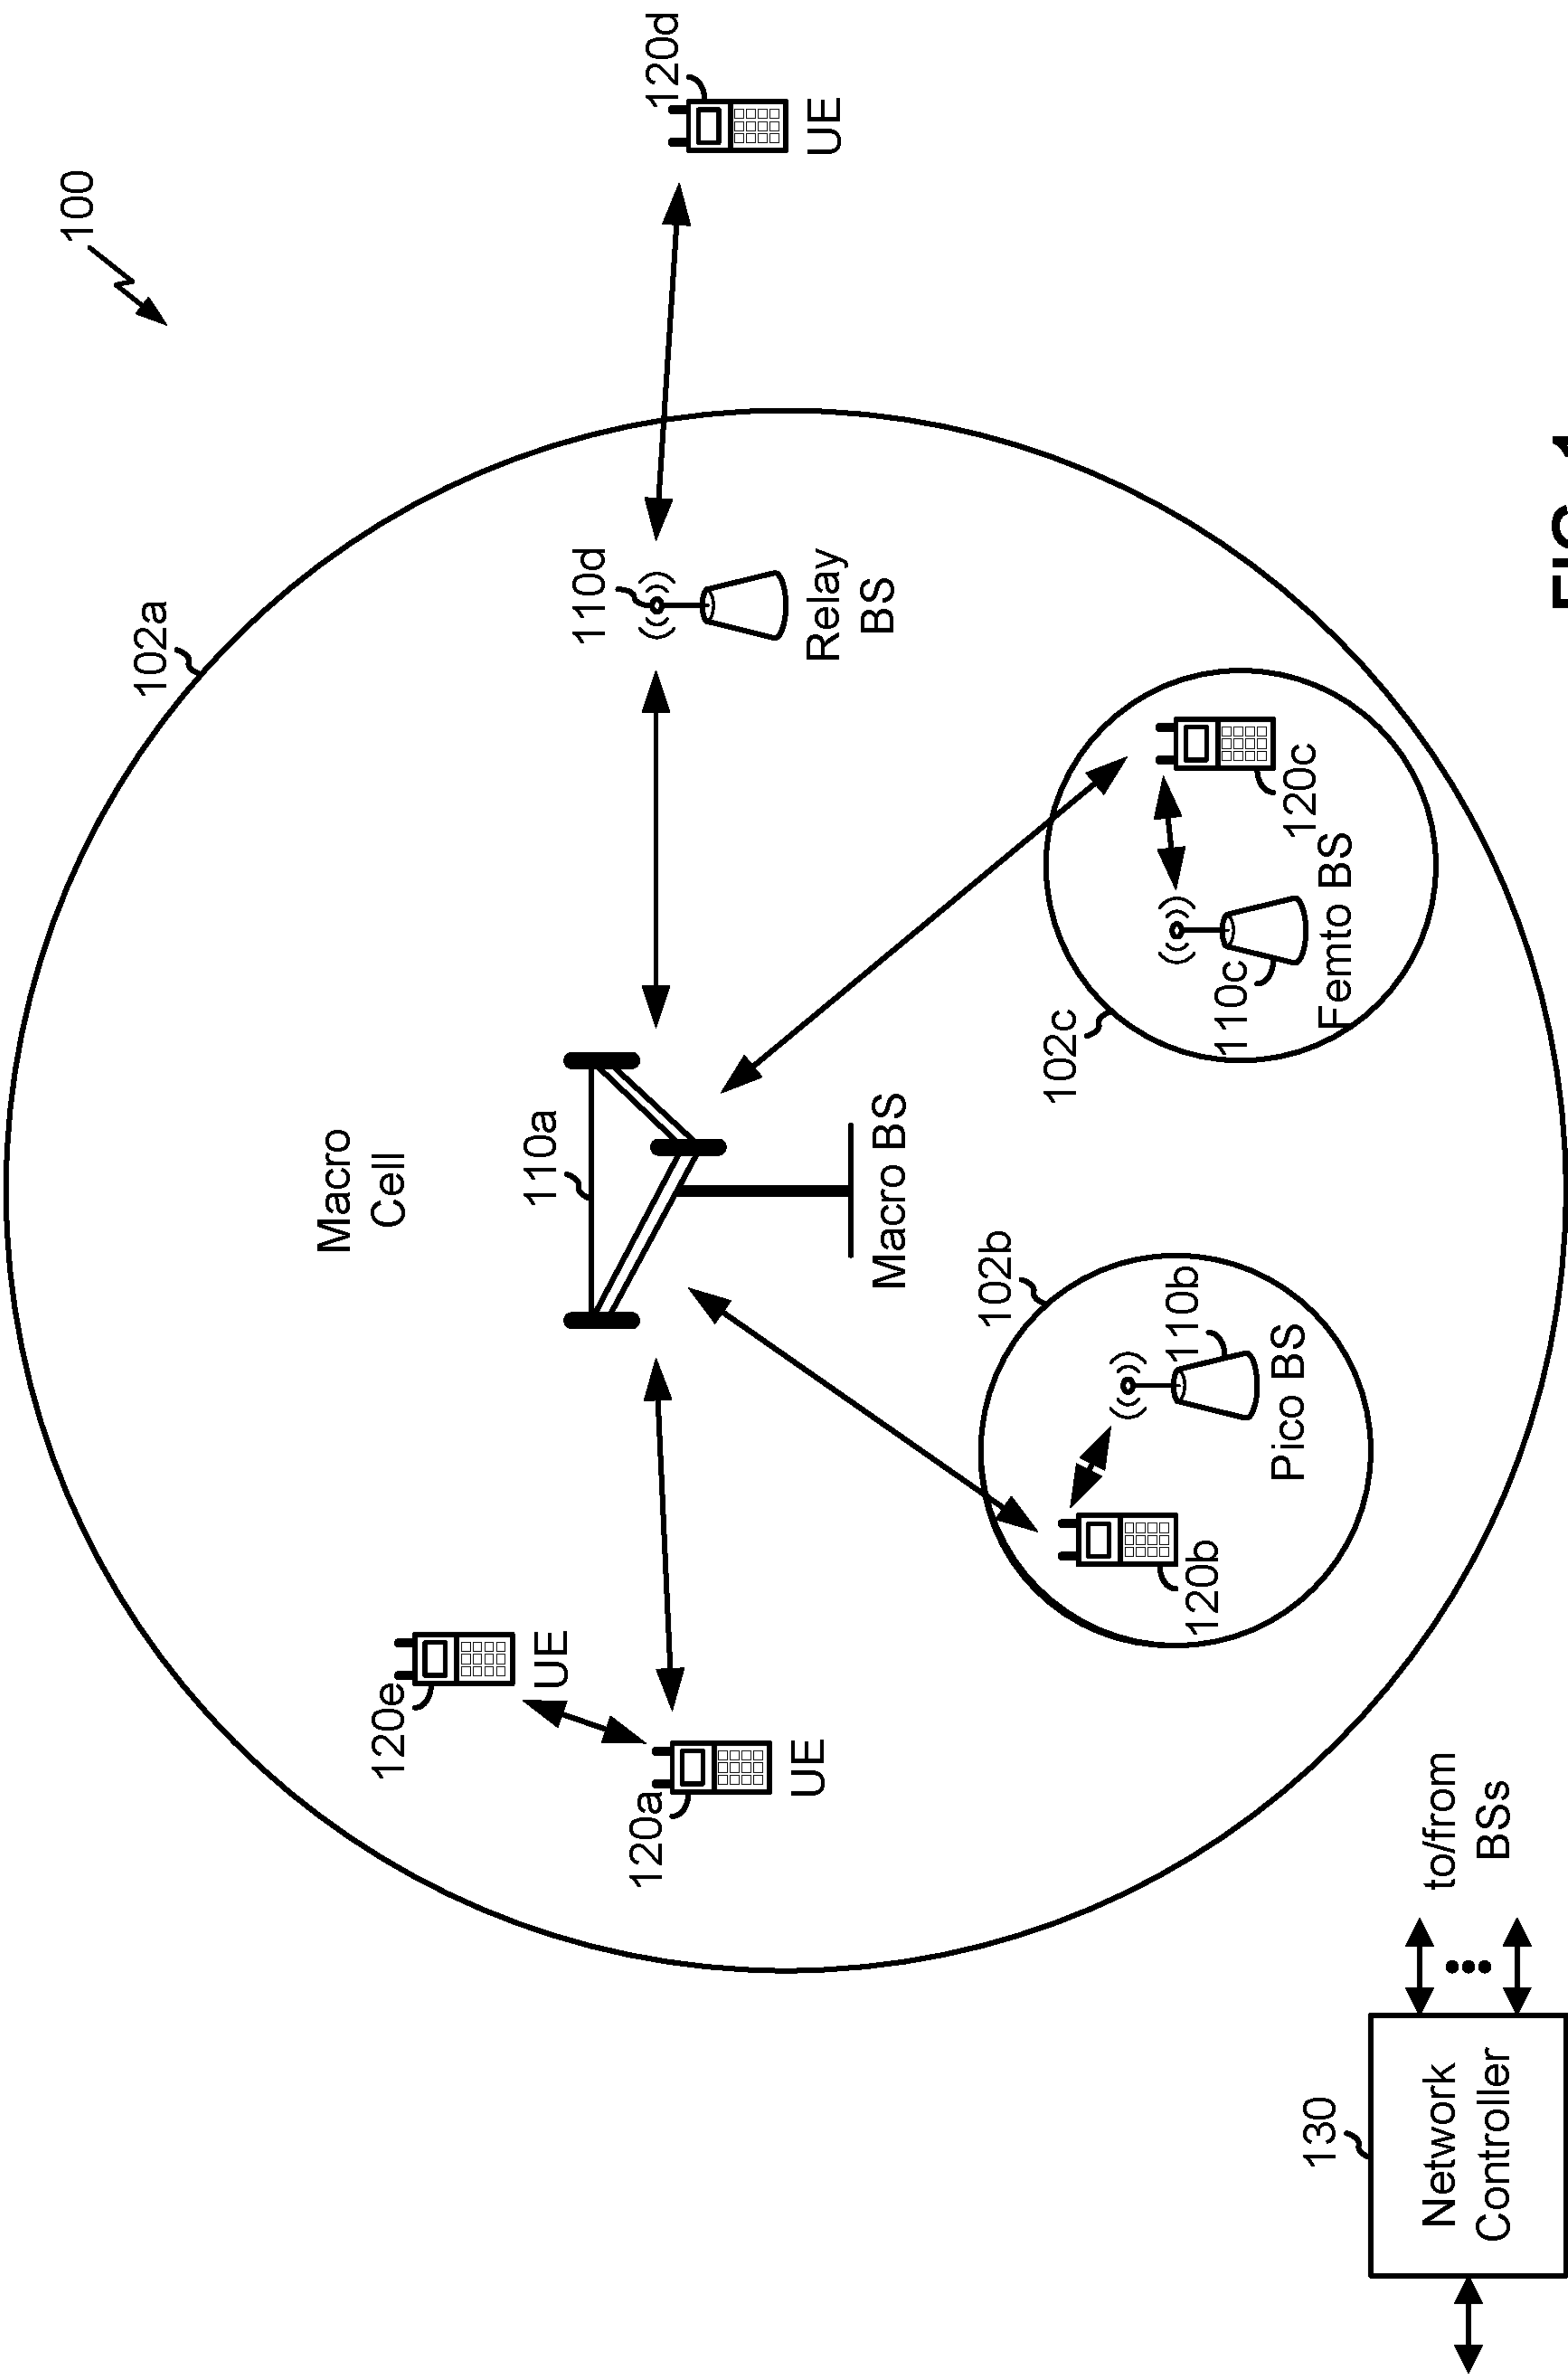 100
102a
Macro
Cell
110a
110d
120d
120e
UE
120a
UE
UE
Relay
BS
Macro BS
102b
102c
110b
Pico BS
120b
110c
Femto BS
120c
130
Network
Controller
to/from
BSs